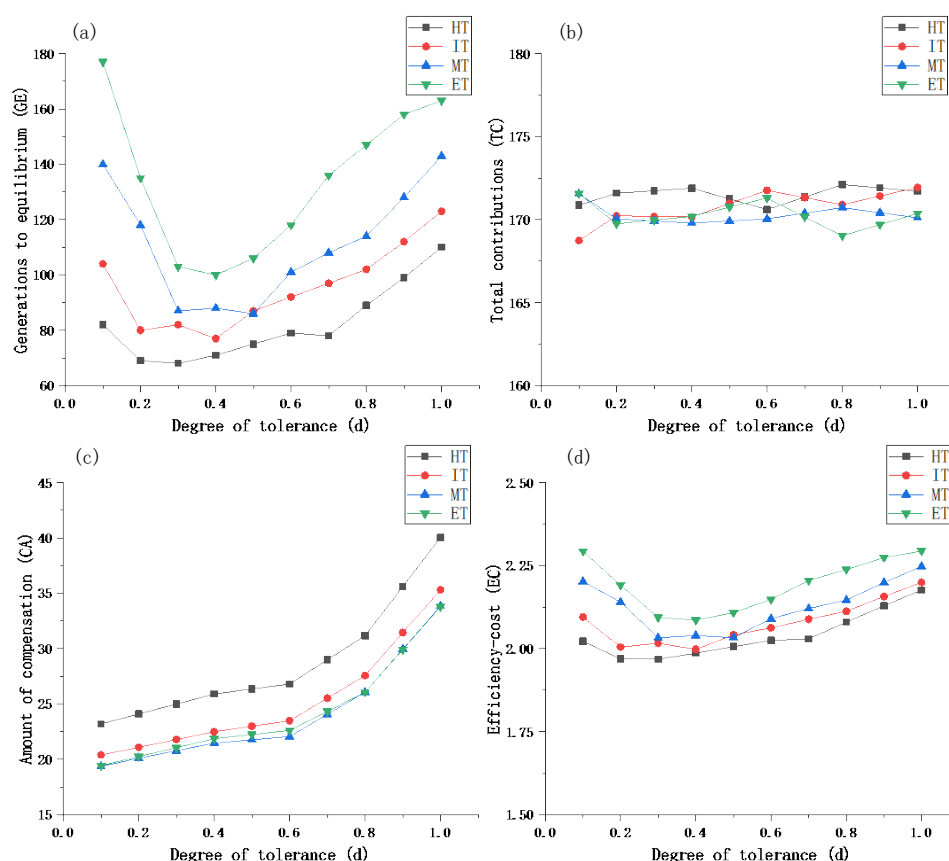 (a)
HT
IT
MT
ET
180
160
140
120
100
80
60
Generations to equilibrium (GE)
0.0 0.2 0.4 0.6 0.8 1.0
Degree of tolerance (d)
(b)
HT
IT
MT
ET
180
175
170
165
160
Total contributions (TC)
0.0 0.2 0.4 0.6 0.8 1.0
Degree of tolerance (d)
(c)
HT
IT
MT
ET
45
40
35
30
25
20
15
Amount of compensation (CA)
0.0 0.2 0.4 0.6 0.8 1.0
Degree of tolerance (d)
(d)
HT
IT
MT
ET
2.50
2.25
2.00
1.75
1.50
Efficiency-cost (EC)
0.0 0.2 0.4 0.6 0.8 1.0
Degree of tolerance (d)